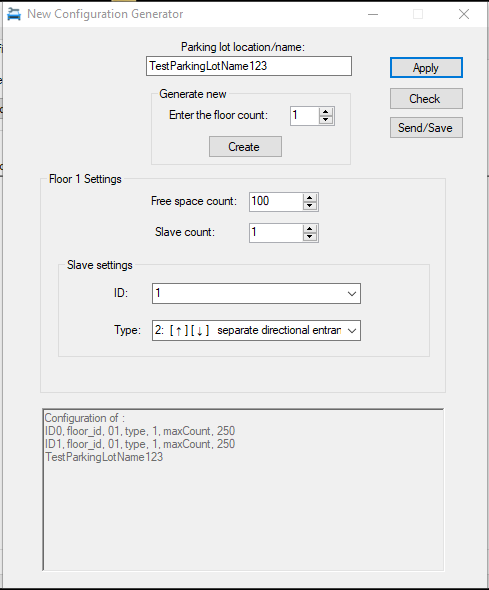 New Configuration Generator
Parking lot location/name:
TestParkingLotName123
Apply
Generate new
Enter the floor count:
1
Check
Create
Send/Save
Floor 1 Settings
Free space count:
100
Slave count:
1
Slave settings
ID:
1
Type:
2: [ ↑ ] [ ↓ ] separate directional entran
Configuration of :
ID0, floor_id, 01, type, 1, maxCount, 250
ID1, floor_id, 01, type, 1, maxCount, 250
TestParkingLotName123